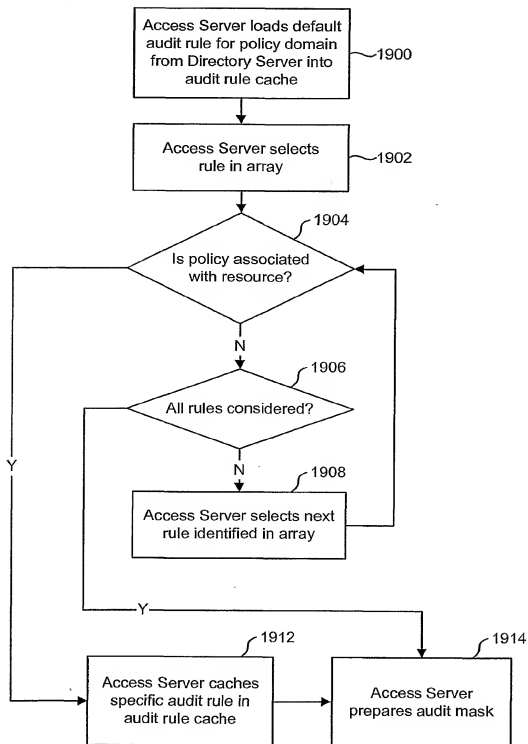 Access Server loads default
audit rule for policy domain
from Directory Server into
audit rule cache
1900
Access Server selects
rule in array
1902
1904
Is policy associated
with resource?
N
1906
All rules considered?
Y
N
1908
Access Server selects next
rule identified in array
Y
1912
Access Server caches
specific audit rule in
audit rule cache
1914
Access Server
prepares audit mask